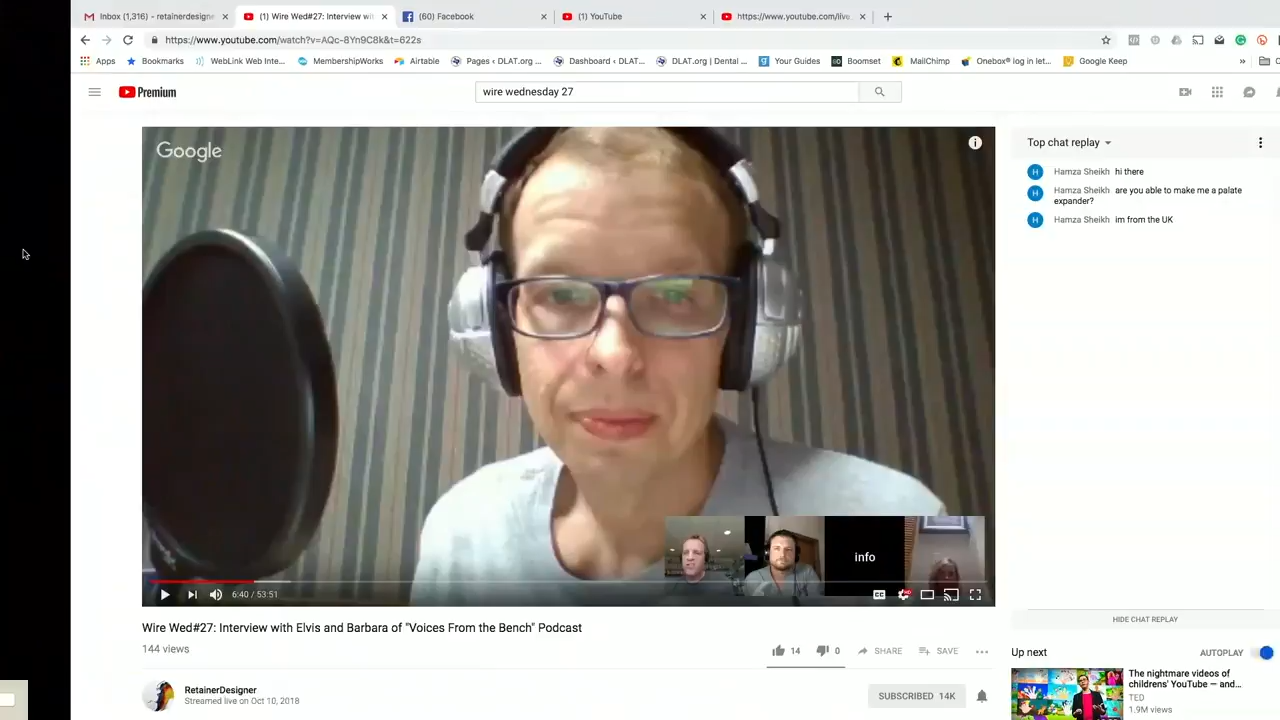 Inbox (1,316) - retainerdesigne
(1) Wire Wed#27: Interview wit
(60) Facebook
(1) YouTube
https://www.youtube.com/live
https://www.youtube.com/watch?v=AQc-8Yn9C8k&t=622s
Apps
Bookmarks
WebLink Web Inte...
MembershipWorks
Airtable
Pages ‹ DLAT.org ...
Dashboard ‹ DLAT...
DLAT.org | Dental ...
Your Guides
Boomset
MailChimp
Onebox® log in let...
Google Keep
Premium
wire wednesday 27
Google
Top chat replay
Hamza Sheikh hi there
Hamza Sheikh are you able to make me a palate
expander?
Hamza Sheikh im from the UK
info
6:40 / 53:51
CC
HD
HIDE CHAT REPLAY
Wire Wed#27: Interview with Elvis and Barbara of "Voices From the Bench" Podcast
144 views
14
0
SHARE
SAVE
Up next
AUTOPLAY
RetainerDesigner
Streamed live on Oct 10, 2018
SUBSCRIBED 14K
The nightmare videos of
childrens' YouTube — and...
TED
1.9M views